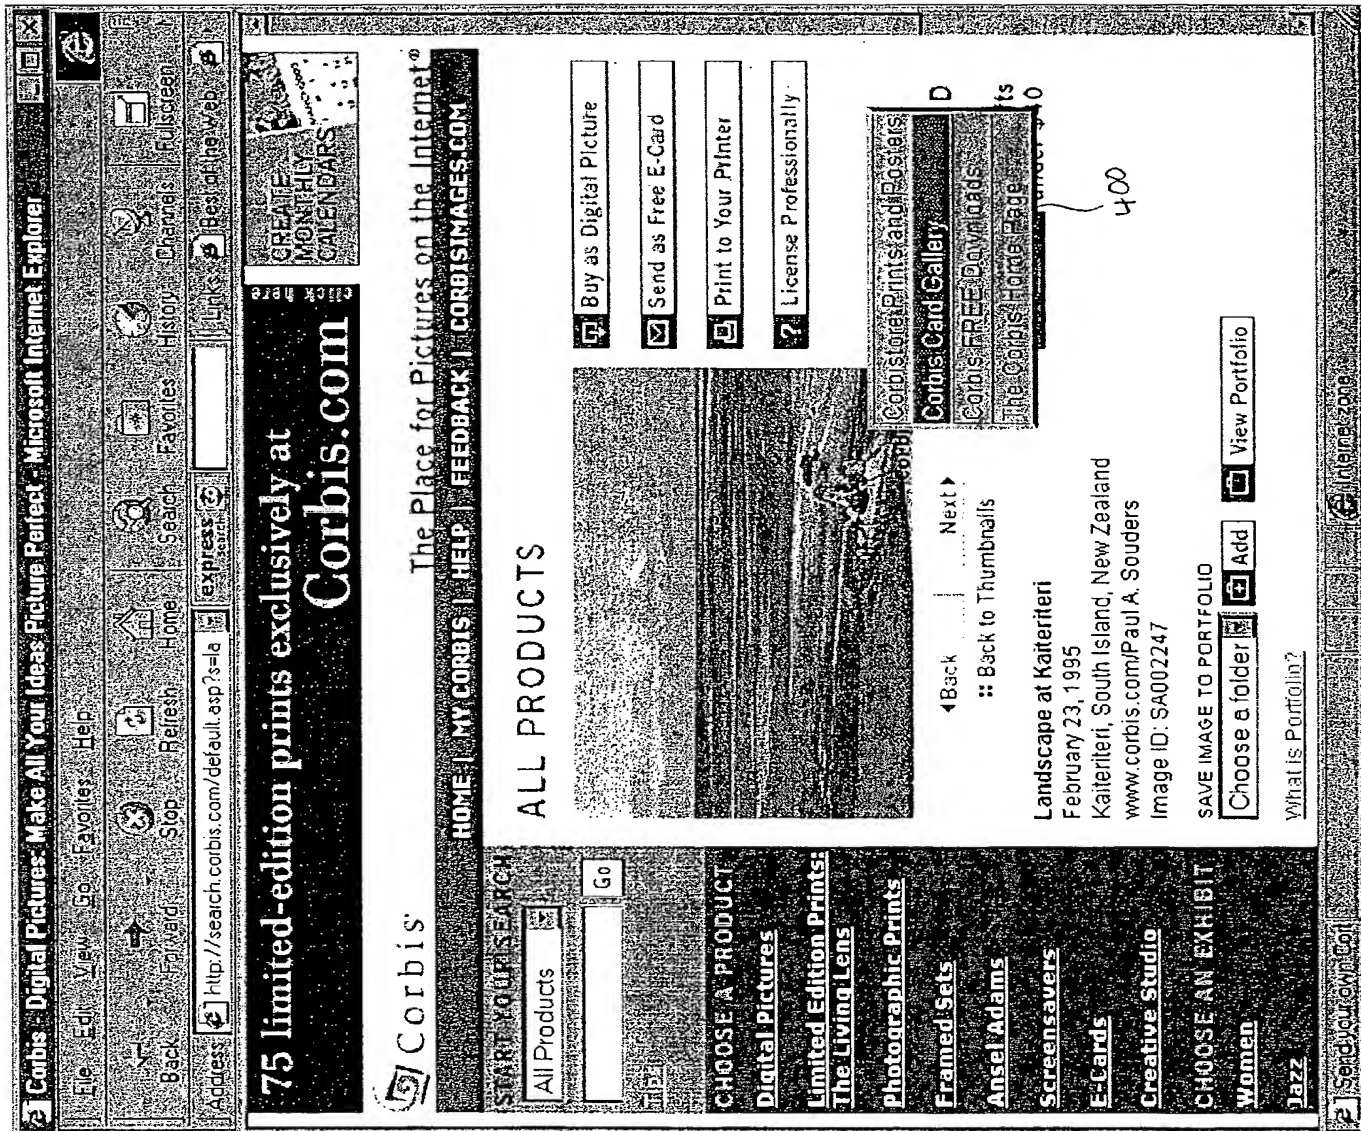 Corbis - Digital Pictures: Make All Your Ideas Picture Perfect - Microsoft Internet Explorer
File Edit View Go Favorites Help
Back Forward Stop Refresh Home Search Favorites History Channels Fullscreen
Address http://search.corbis.com/default.asp?s=la express search Links Best of the Web
75 limited-edition prints exclusively at
Corbis.com
click here
CREATE
MONTHLY
CALENDARS
Corbis
The Place for Pictures on the Internet®
HOME | MY CORBIS | HELP | FEEDBACK | CORBISIMAGES.COM
START YOUR SEARCH
All Products
Go
Tip
CHOOSE A PRODUCT
Digital Pictures
Limited Edition Prints:
The Living Lens
Photographic Prints
Framed Sets
Ansel Adams
Screensavers
E-Cards
Creative Studio
CHOOSE AN EXHIBIT
Women
Jazz
ALL PRODUCTS
Buy as Digital Picture
Send as Free E-Card
Print to Your Printer
License Professionally
Corbistore Prints and Posters
Corbis Card Gallery
Corbis FREE Downloads
The Corbis Home Page
400
Back Next
:: Back to Thumbnails
Landscape at Kaiteriteri
February 23, 1995
Kaiteriteri, South Island, New Zealand
www.corbis.com/Paul A. Souders
Image ID: SA002247
SAVE IMAGE TO PORTFOLIO
Choose a folder Add View Portfolio
What is Portfolio?
Send your own Cor
Internet zone